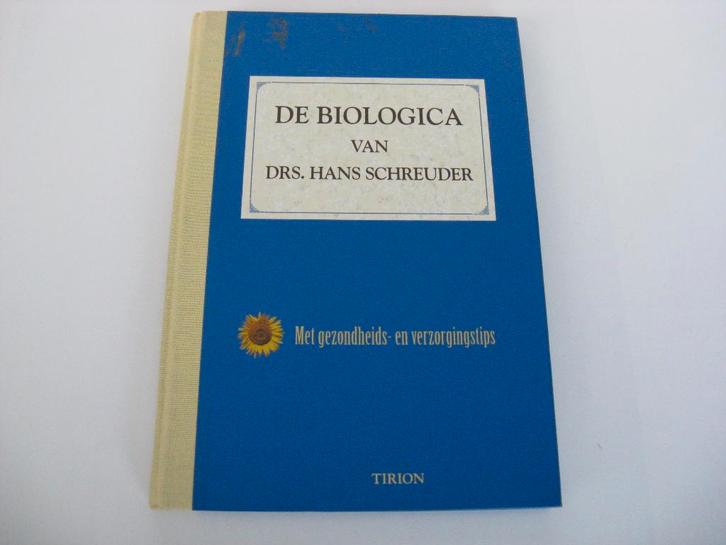 DE BIOLOGICA
VAN
DRS. HANS SCHREUDER
Met gezondheids- en verzorgingstips
TIRION